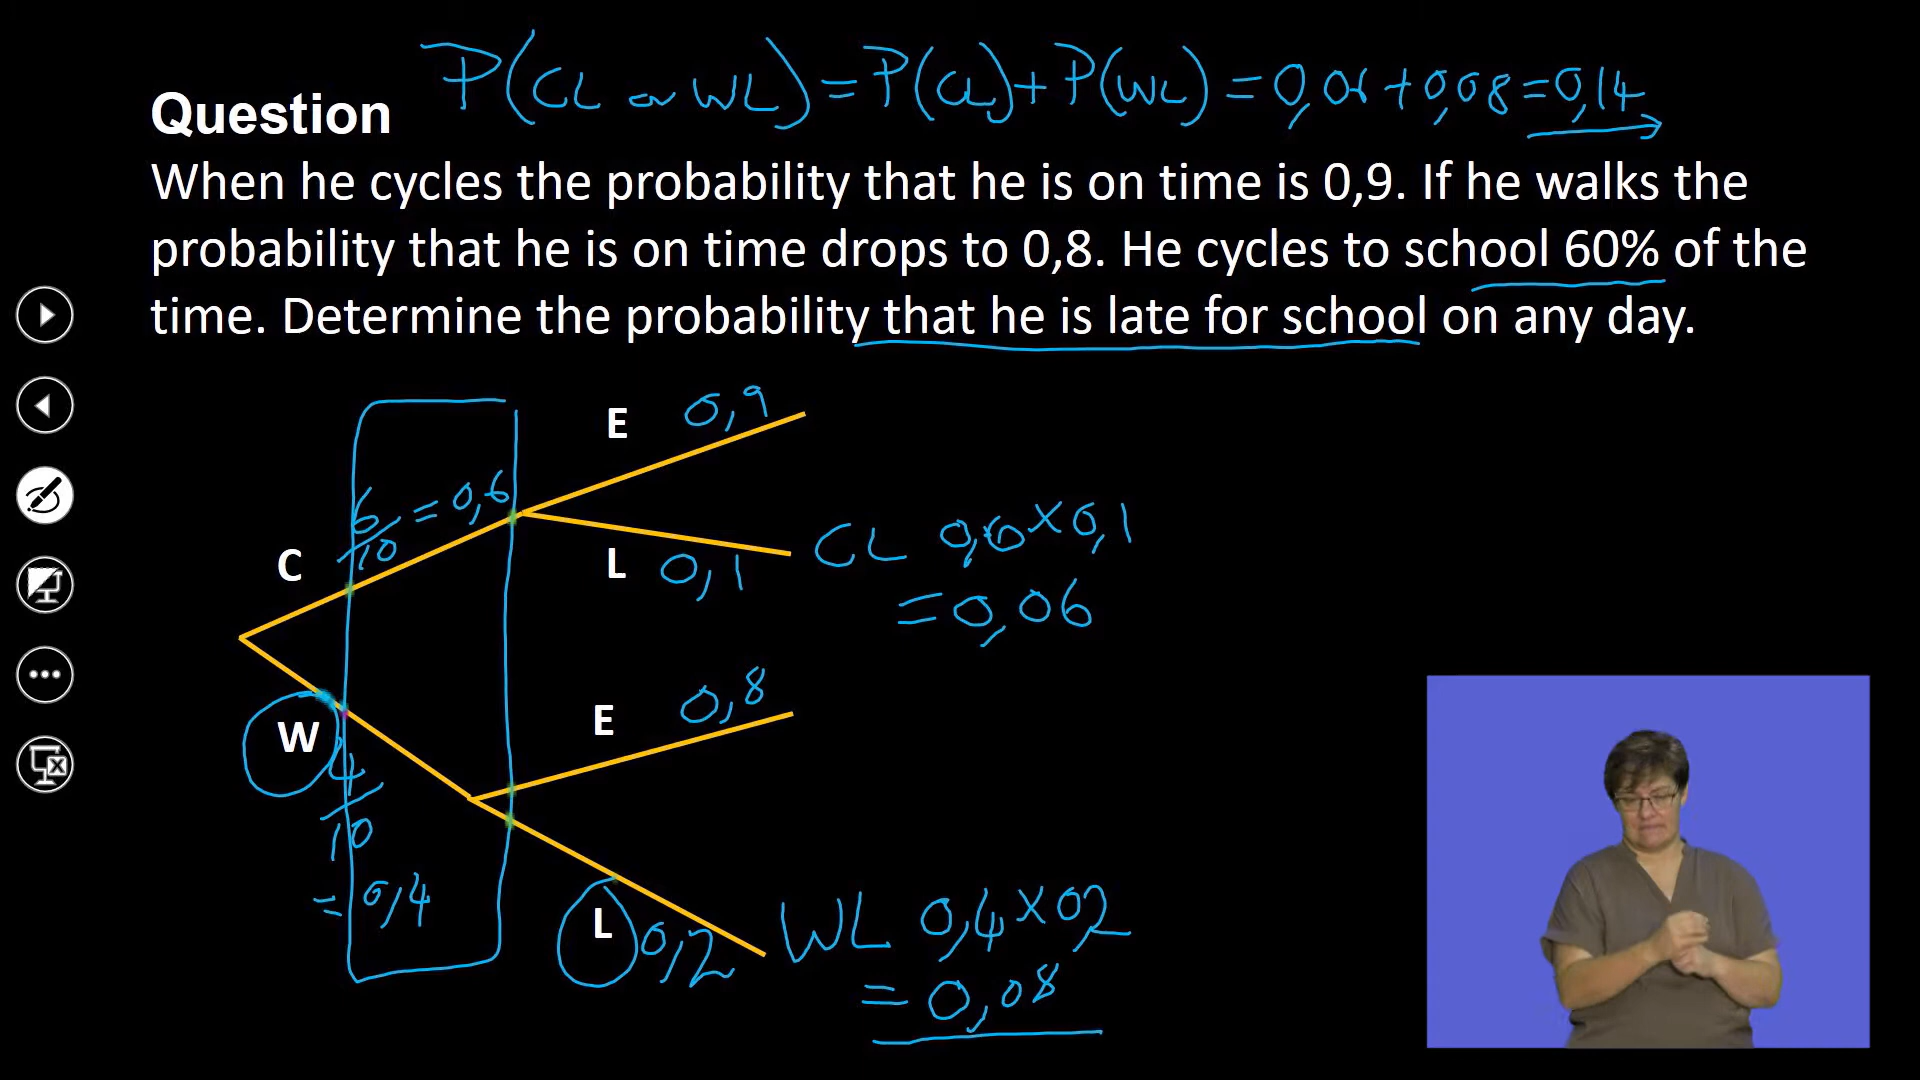 P(CL or WL) = P(CL) + P(WL) = 0,06 + 0,08 = 0,14
Question
When he cycles the probability that he is on time is 0,9. If he walks the
probability that he is on time drops to 0,8. He cycles to school 60% of the
time. Determine the probability that he is late for school on any day.
E 0,9
6/10 = 0,6
C
L 0,1
CL 0,6 × 0,1
= 0,06
E 0,8
W
4/10
= 0,4
L 0,2
WL 0,4 × 0,2
= 0,08